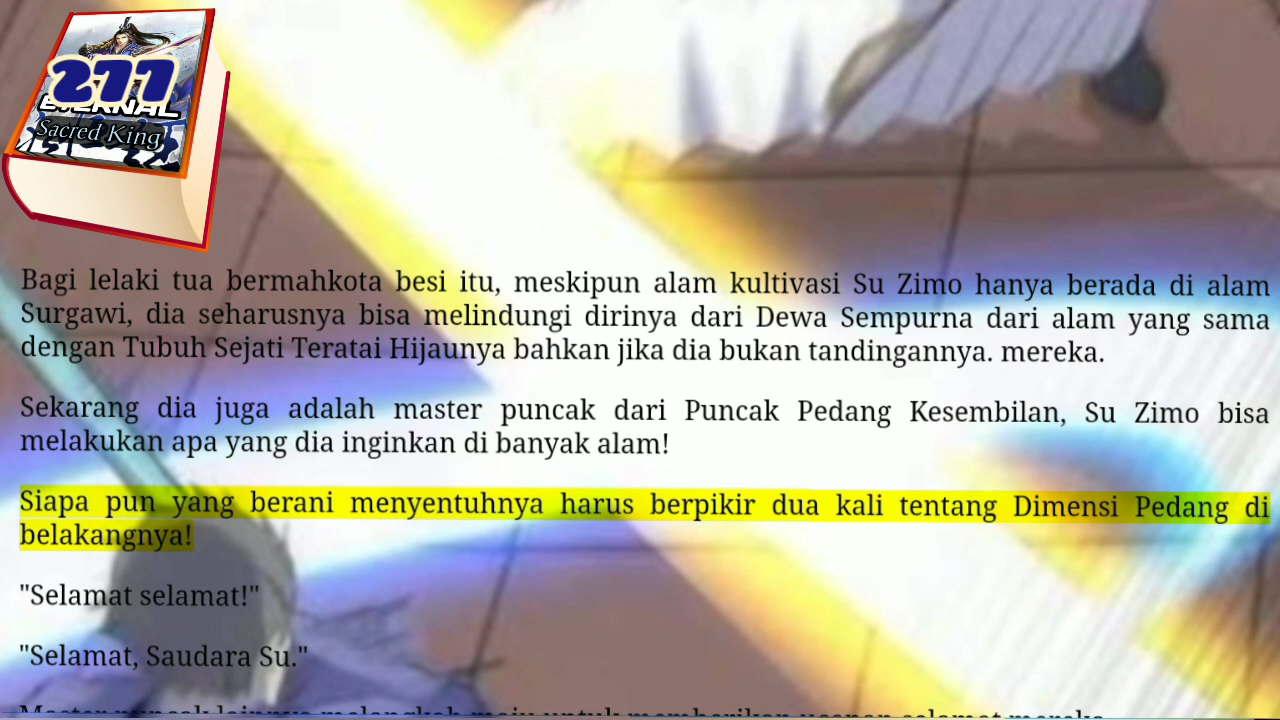 277
ETERNAL
Sacred King
Bagi lelaki tua bermahkota besi itu, meskipun alam kultivasi Su Zimo hanya berada di alam
Surgawi, dia seharusnya bisa melindungi dirinya dari Dewa Sempurna dari alam yang sama
dengan Tubuh Sejati Teratai Hijaunya bahkan jika dia bukan tandingannya. mereka.
Sekarang dia juga adalah master puncak dari Puncak Pedang Kesembilan, Su Zimo bisa
melakukan apa yang dia inginkan di banyak alam!
Siapa pun yang berani menyentuhnya harus berpikir dua kali tentang Dimensi Pedang di
belakangnya!
"Selamat selamat!"
"Selamat, Saudara Su."